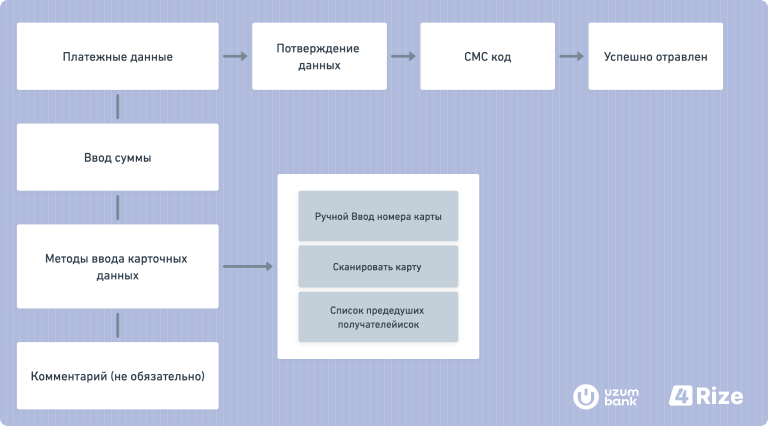 Платежные данные
Потверждение
данных
СМС код
Успешно отравлен
Ввод суммы
Методы ввода карточных
данных
Ручной Ввод номера карты
Сканировать карту
Список предедуших
получателейисок
Комментарий (не обязательно)
uzum
bank
4Rize